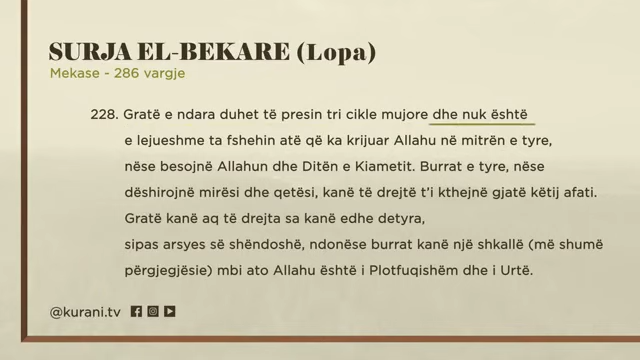 SURJA EL-BEKARE (Lopa)
Mekase - 286 vargje
228. Gratë e ndara duhet të presin tri cikle mujore dhe nuk është
e lejueshme ta fshehin atë që ka krijuar Allahu në mitrën e tyre,
nëse besojnë Allahun dhe Ditën e Kiametit. Burrat e tyre, nëse
dëshirojnë mirësi dhe qetësi, kanë të drejtë t'i kthejnë gjatë këtij afati.
Gratë kanë aq të drejta sa kanë edhe detyra,
sipas arsyes së shëndoshë, ndonëse burrat kanë një shkallë (më shumë
përgjegjësie) mbi ato Allahu është i Plotfuqishëm dhe i Urtë.
@kurani.tv